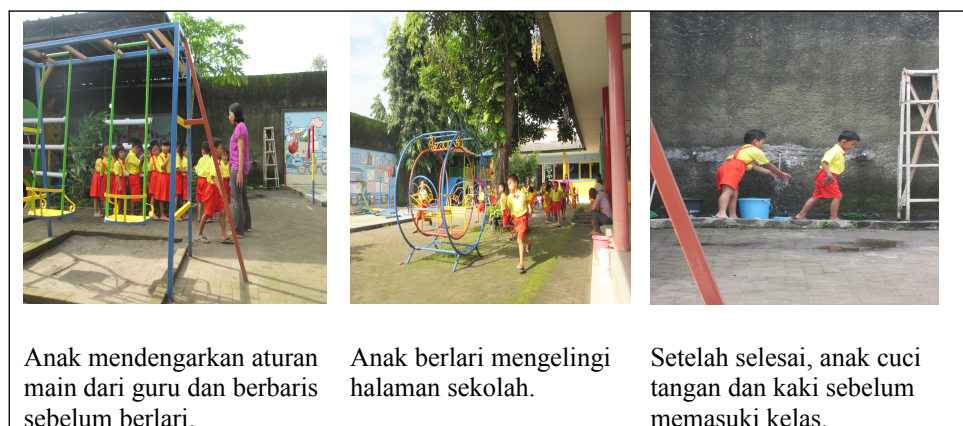 Anak mendengarkan aturan
main dari guru dan berbaris
sebelum berlari.
Anak berlari mengelingi
halaman sekolah.
Setelah selesai, anak cuci
tangan dan kaki sebelum
memasuki kelas.